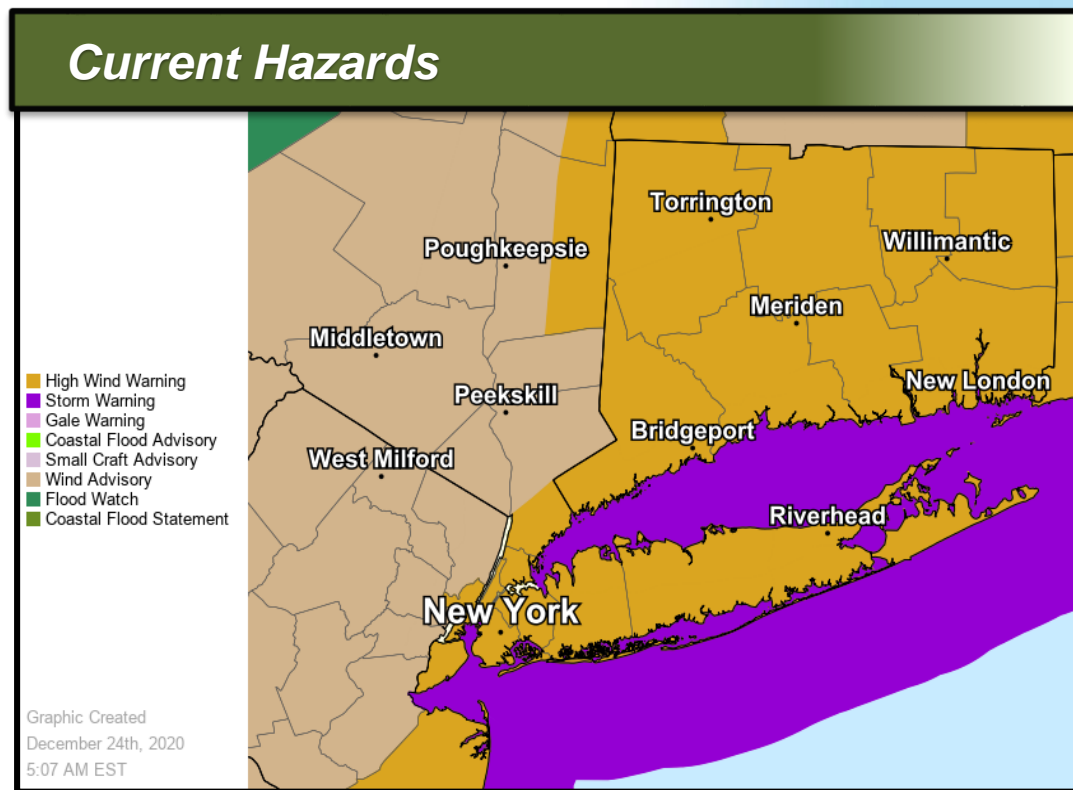 Current Hazards
Torrington
Willimantic
Poughkeepsie
Meriden
Middletown
High Wind Warning
New London
Storm Warning
Peekskill
Gale Warning
Bridgeport
Coastal Flood Advisory
Small Craft Advisory
West Milford
Wind Advisory
Flood Watch
Coastal Flood Statement
Riverhead
New York
Graphic Created
December 24th, 2020
5:07 AM EST